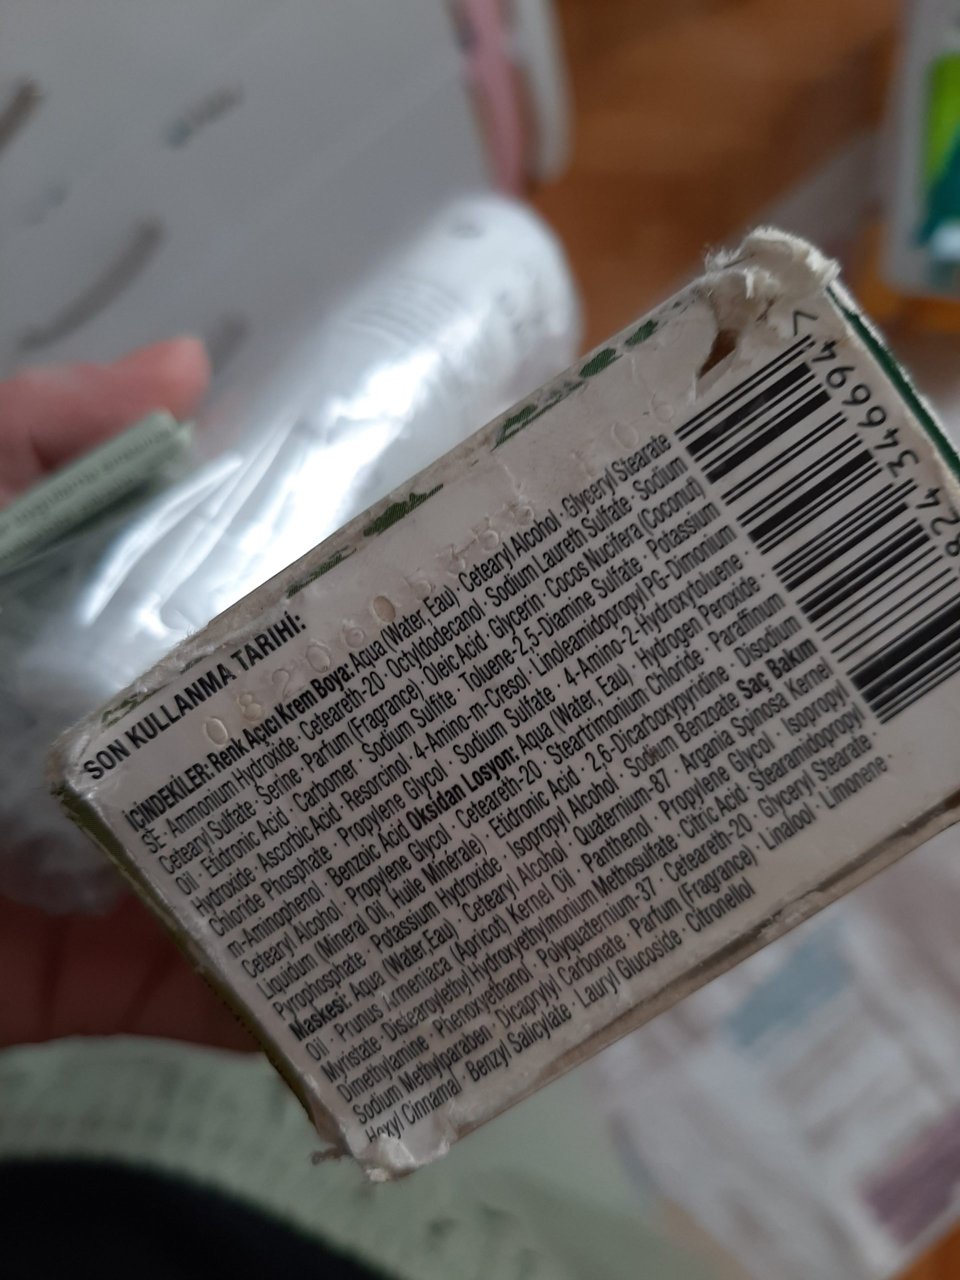 SON KULLANMA TARİHİ:
İÇİNDEKİLER: Renk Açıcı Krem Boya: Aqua (Water, Eau) · Cetearyl Alcohol · Glyceryl Stearate
SE · Ammonium Hydroxide · Ceteareth-20 · Octyldodecanol · Sodium Laureth Sulfate · Sodium
Cetearyl Sulfate · Serine · Parfum (Fragrance) · Oleic Acid · Glycerin · Cocos Nucifera (Coconut)
Oil · Etidronic Acid · Carbomer · Sodium Sulfite · Toluene-2,5-Diamine Sulfate · Potassium
Hydroxide · Ascorbic Acid · Resorcinol · 4-Amino-m-Cresol · Linoleamidopropyl PG-Dimonium
Chloride Phosphate · Propylene Glycol · Sodium Sulfate · 4-Amino-2-Hydroxytoluene ·
m-Aminophenol · Benzoic Acid Oksidan Losyon: Aqua (Water, Eau) · Hydrogen Peroxide ·
Cetearyl Alcohol · Propylene Glycol · Ceteareth-20 · Steartrimonium Chloride · Paraffinum
Liquidum (Mineral Oil, Huile Minérale) · Etidronic Acid · 2,6-Dicarboxypyridine · Disodium
Pyrophosphate · Potassium Hydroxide · Isopropyl Alcohol · Sodium Benzoate Saç Bakım
Maskesi: Aqua (Water Eau) · Cetearyl Alcohol · Quaternium-87 · Argania Spinosa Kernel
Oil · Prunus Armeniaca (Apricot) Kernel Oil · Panthenol · Propylene Glycol · Isopropyl
Myristate · Distearoylethyl Hydroxyethylmonium Methosulfate · Citric Acid · Stearamidopropyl
Dimethylamine · Phenoxyethanol · Polyquaternium-37 · Ceteareth-20 · Glyceryl Stearate
Sodium Methylparaben · Dicaprylyl Carbonate · Parfum (Fragrance) · Linalool · Limonene ·
Hexyl Cinnamal · Benzyl Salicylate · Lauryl Glucoside · Citronellol